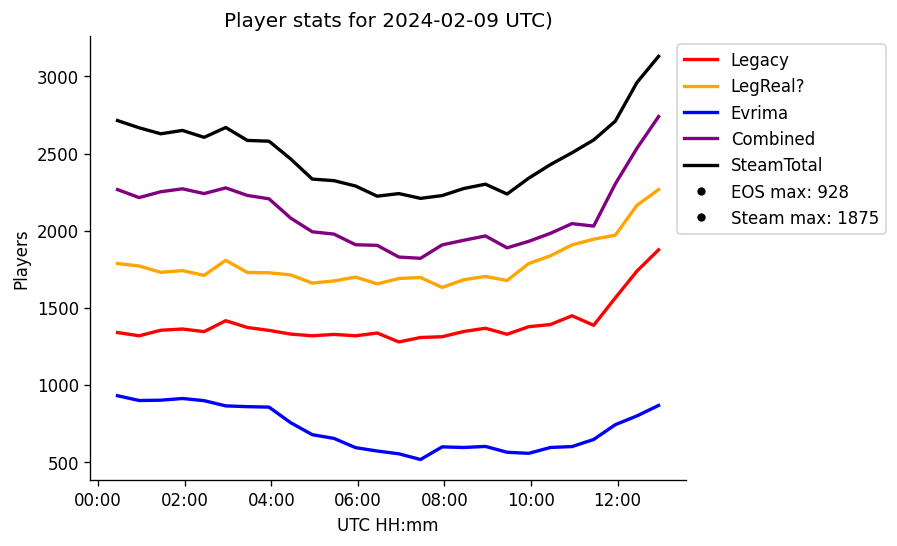 Player stats for 2024-02-09 UTC)
Legacy
LegReal?
Evrima
Combined
SteamTotal
EOS max: 928
Steam max: 1875
Players
3000
2500
2000
1500
1000
500
00:00 02:00 04:00 06:00 08:00 10:00 12:00
UTC HH:mm